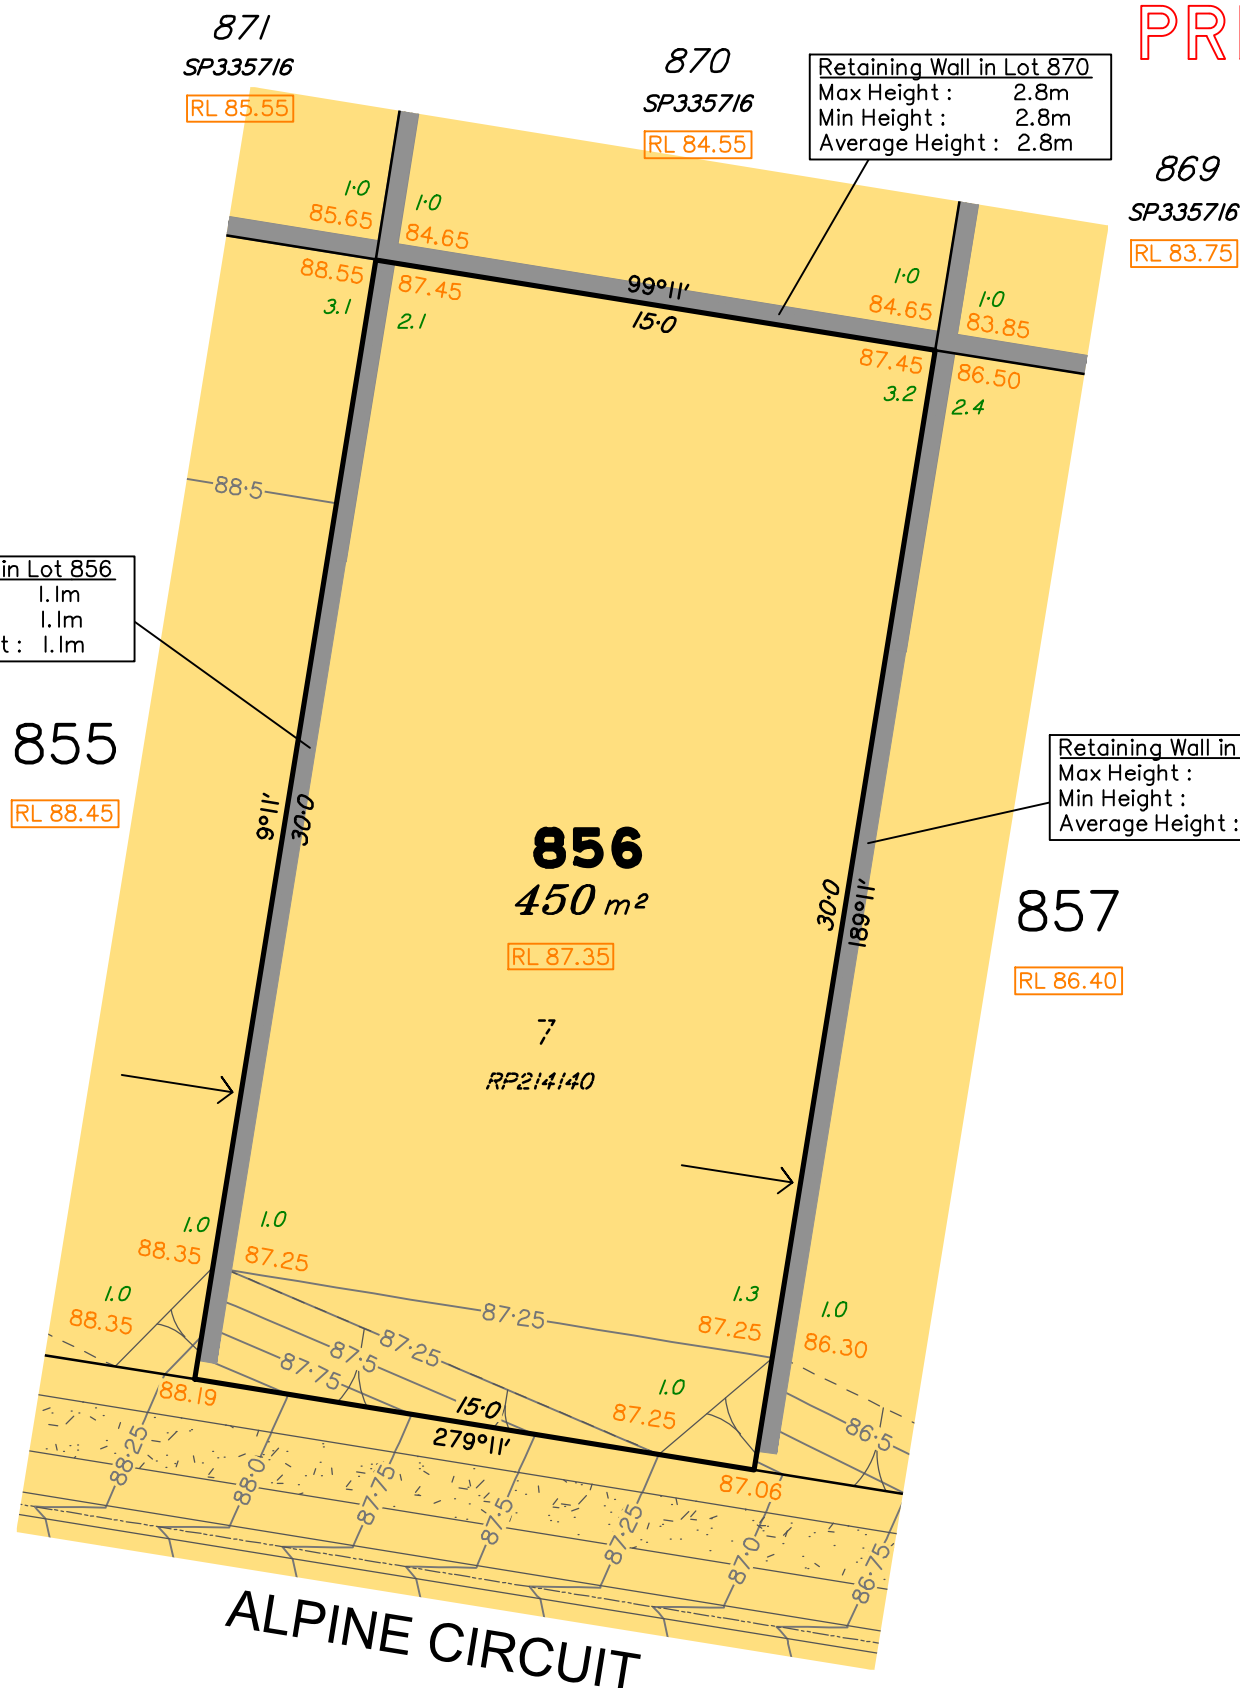 871
SP335716
RL 85.55
870
SP335716
RL 84.55
Retaining Wall in Lot 870
Max Height : 2.8m
Min Height : 2.8m
Average Height : 2.8m
869
SP335716
RL 83.75
1·0
85.65
1·0
84.65
88.55
3.1
87.45
2.1
99°11'
15·0
1·0
84.65
1·0
83.85
87.45
3.2
86.50
2.4
88·5
in Lot 856
1.1m
1.1m
t : 1.1m
855
RL 88.45
9°11'
30·0
Retaining Wall in
Max Height :
Min Height :
Average Height :
856
450 m²
RL 87.35
30·0
189°11'
857
RL 86.40
7
RP214140
1.0
88.35
1.0
87.25
1.0
88.35
87·25
1.3
87.25
1.0
86.30
87·25
87·5
87·75
1.0
87.25
88.19
15·0
279°11'
87.06
86·5
88·25
88·0
87·75
87·5
87·25
87·0
86·75
ALPINE CIRCUIT